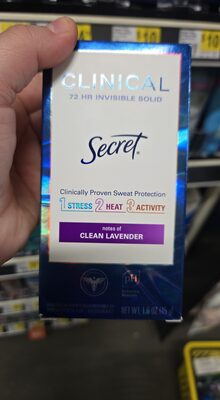 CLINICAL
72 HR INVISIBLE SOLID
Secret®
Clinically Proven Sweat Protection
1 STRESS 2 HEAT 3 ACTIVITY
notes of
CLEAN LAVENDER
NET WT. 1.6 OZ (45